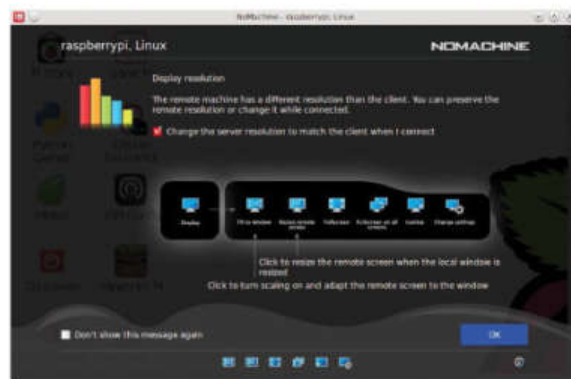 NoMachine - raspberrypi, Linux
raspberrypi, Linux
NOMACHINE
Display resolution
The remote machine has a different resolution than the client. You can preserve the
remote resolution or change it while connected.
Change the server resolution to match the client when I connect
Display
Fit to window
Resize remote screen
Fullscreen
Fullscreen on all screens
Iconize
Change settings
Click to resize the remote screen when the local window is
resized
Click to turn scaling on and adapt the remote screen to the window
Don't show this message again
OK